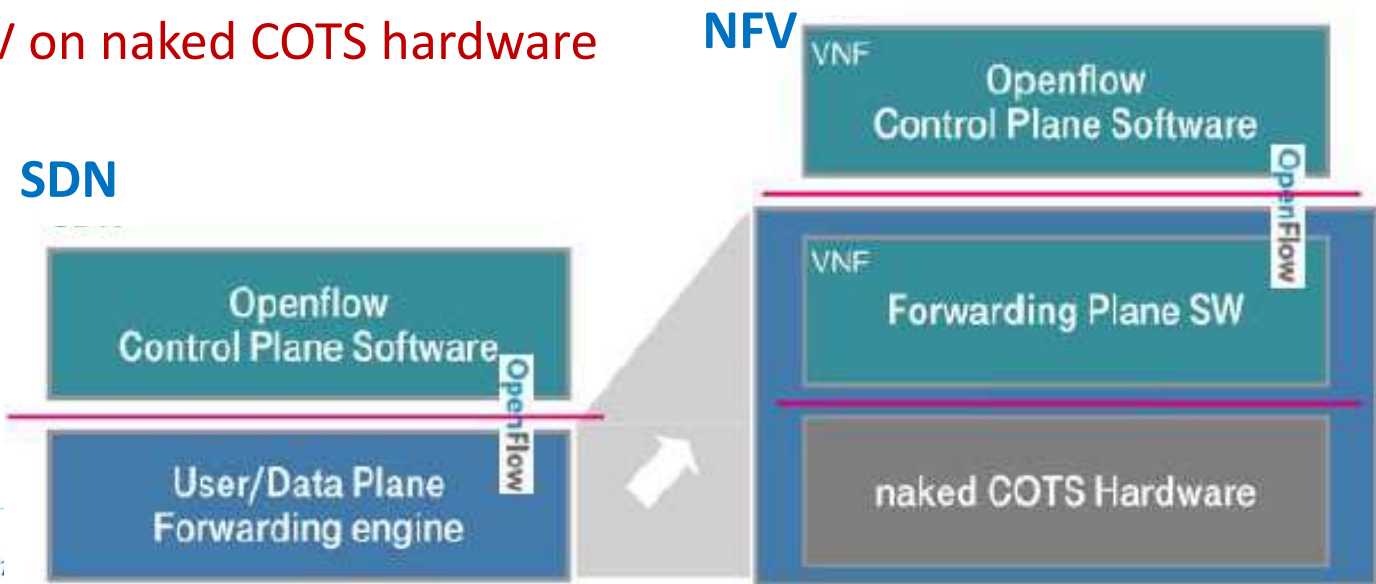 on naked COTS hardware
NFV
VNF
Openflow
Control Plane Software
OpenFlow
SDN
VNF
Forwarding Plane SW
Openflow
Control Plane Software
OpenFlow
User/Data Plane
Forwarding engine
naked COTS Hardware